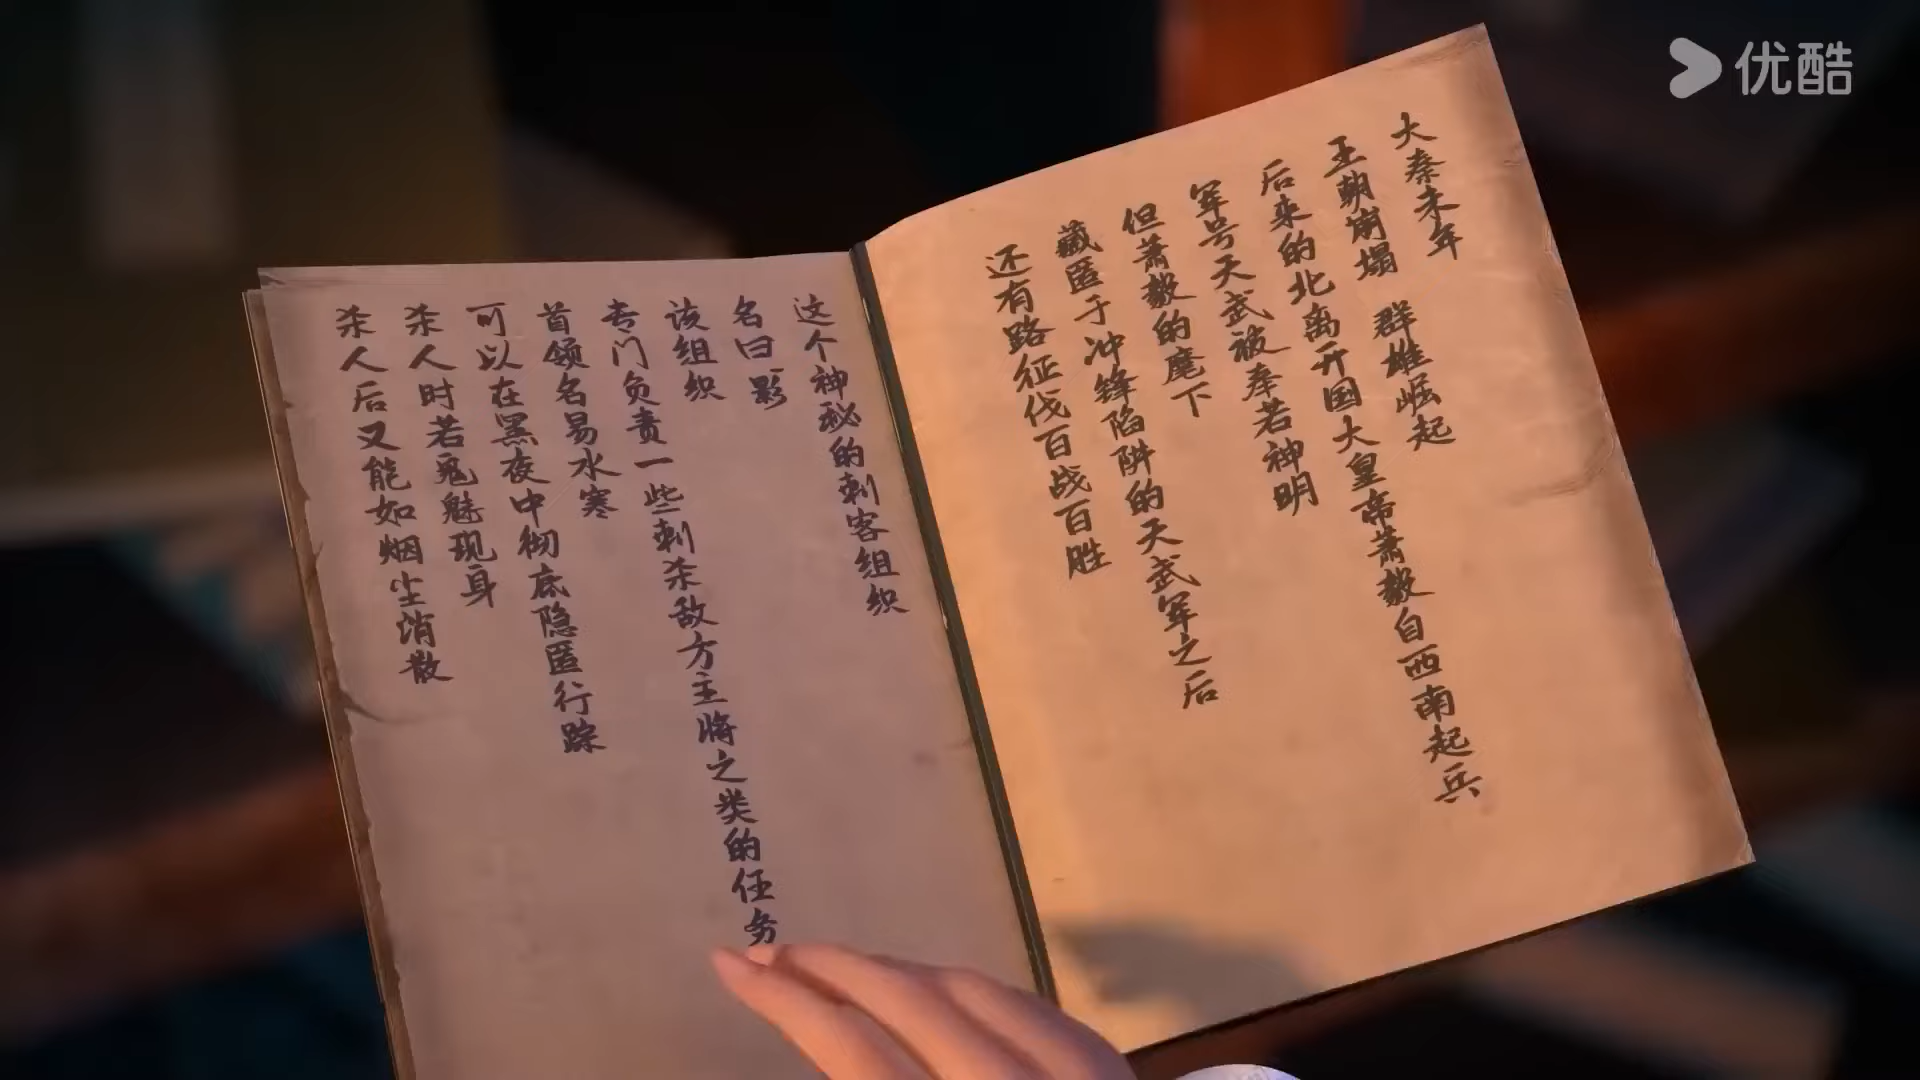 优酷
大秦末年
王朝崩塌 群雄崛起
后来的北离开国大皇帝萧毅自西南起兵
军号天武被奉若神明
但萧毅的麾下
藏匿于冲锋陷阵的天武军之后
还有路征伐百战百胜
这个神秘的刺客组织
名曰影
该组织
专门负责一些刺杀敌方主将之类的任务
首领名易水寒
可以在黑夜中彻底隐匿行踪
杀人时若鬼魅现身
杀人后又能如烟尘消散